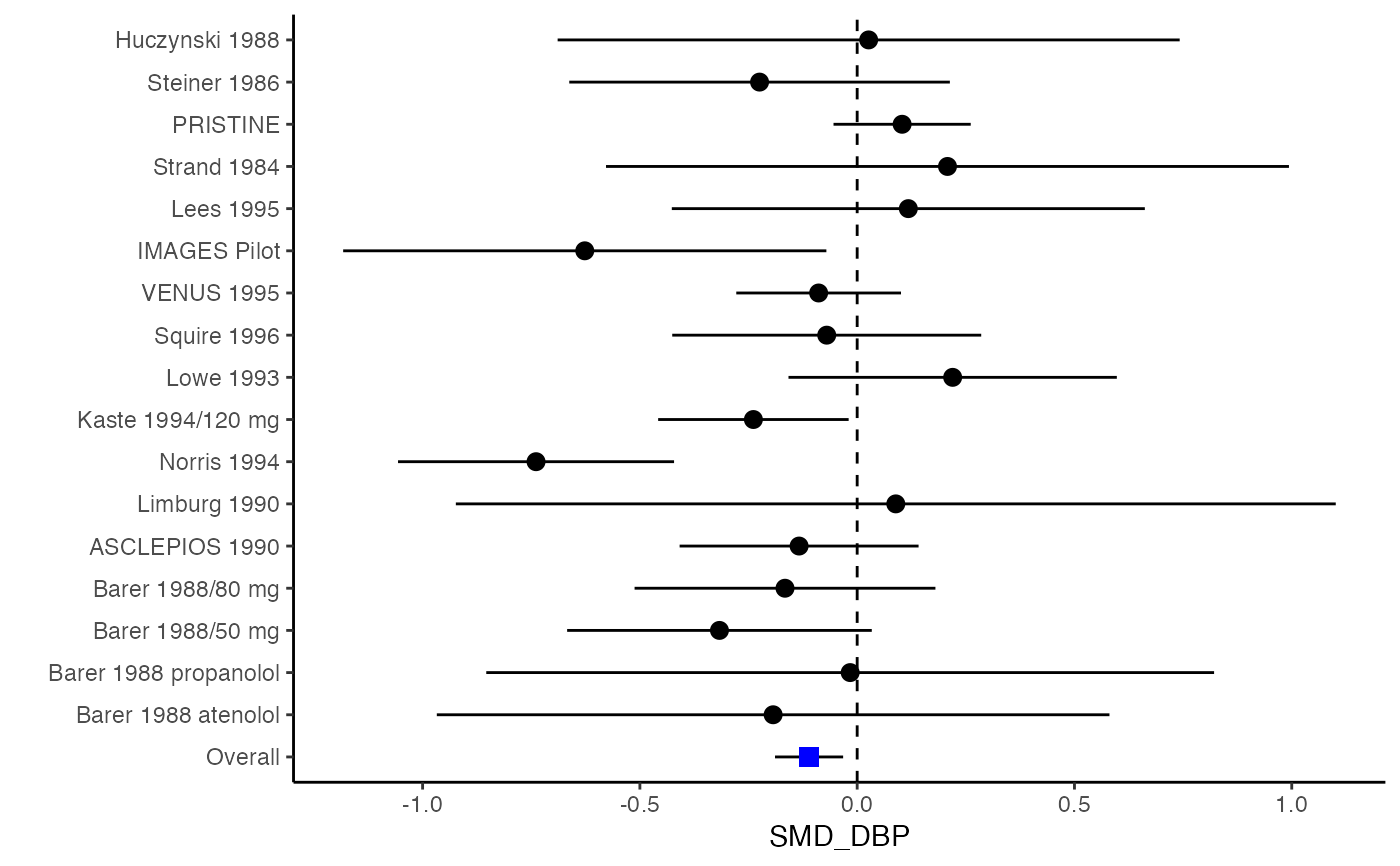 Huczynski 1988
Steiner 1986
PRISTINE
Strand 1984
Lees 1995
IMAGES Pilot
VENUS 1995
Squire 1996
Lowe 1993
Kaste 1994/120 mg
Norris 1994
Limburg 1990
ASCLEPIOS 1990
Barer 1988/80 mg
Barer 1988/50 mg
Barer 1988 propanolol
Barer 1988 atenolol
Overall
-1.0 -0.5 0.0 0.5 1.0
SMD_DBP